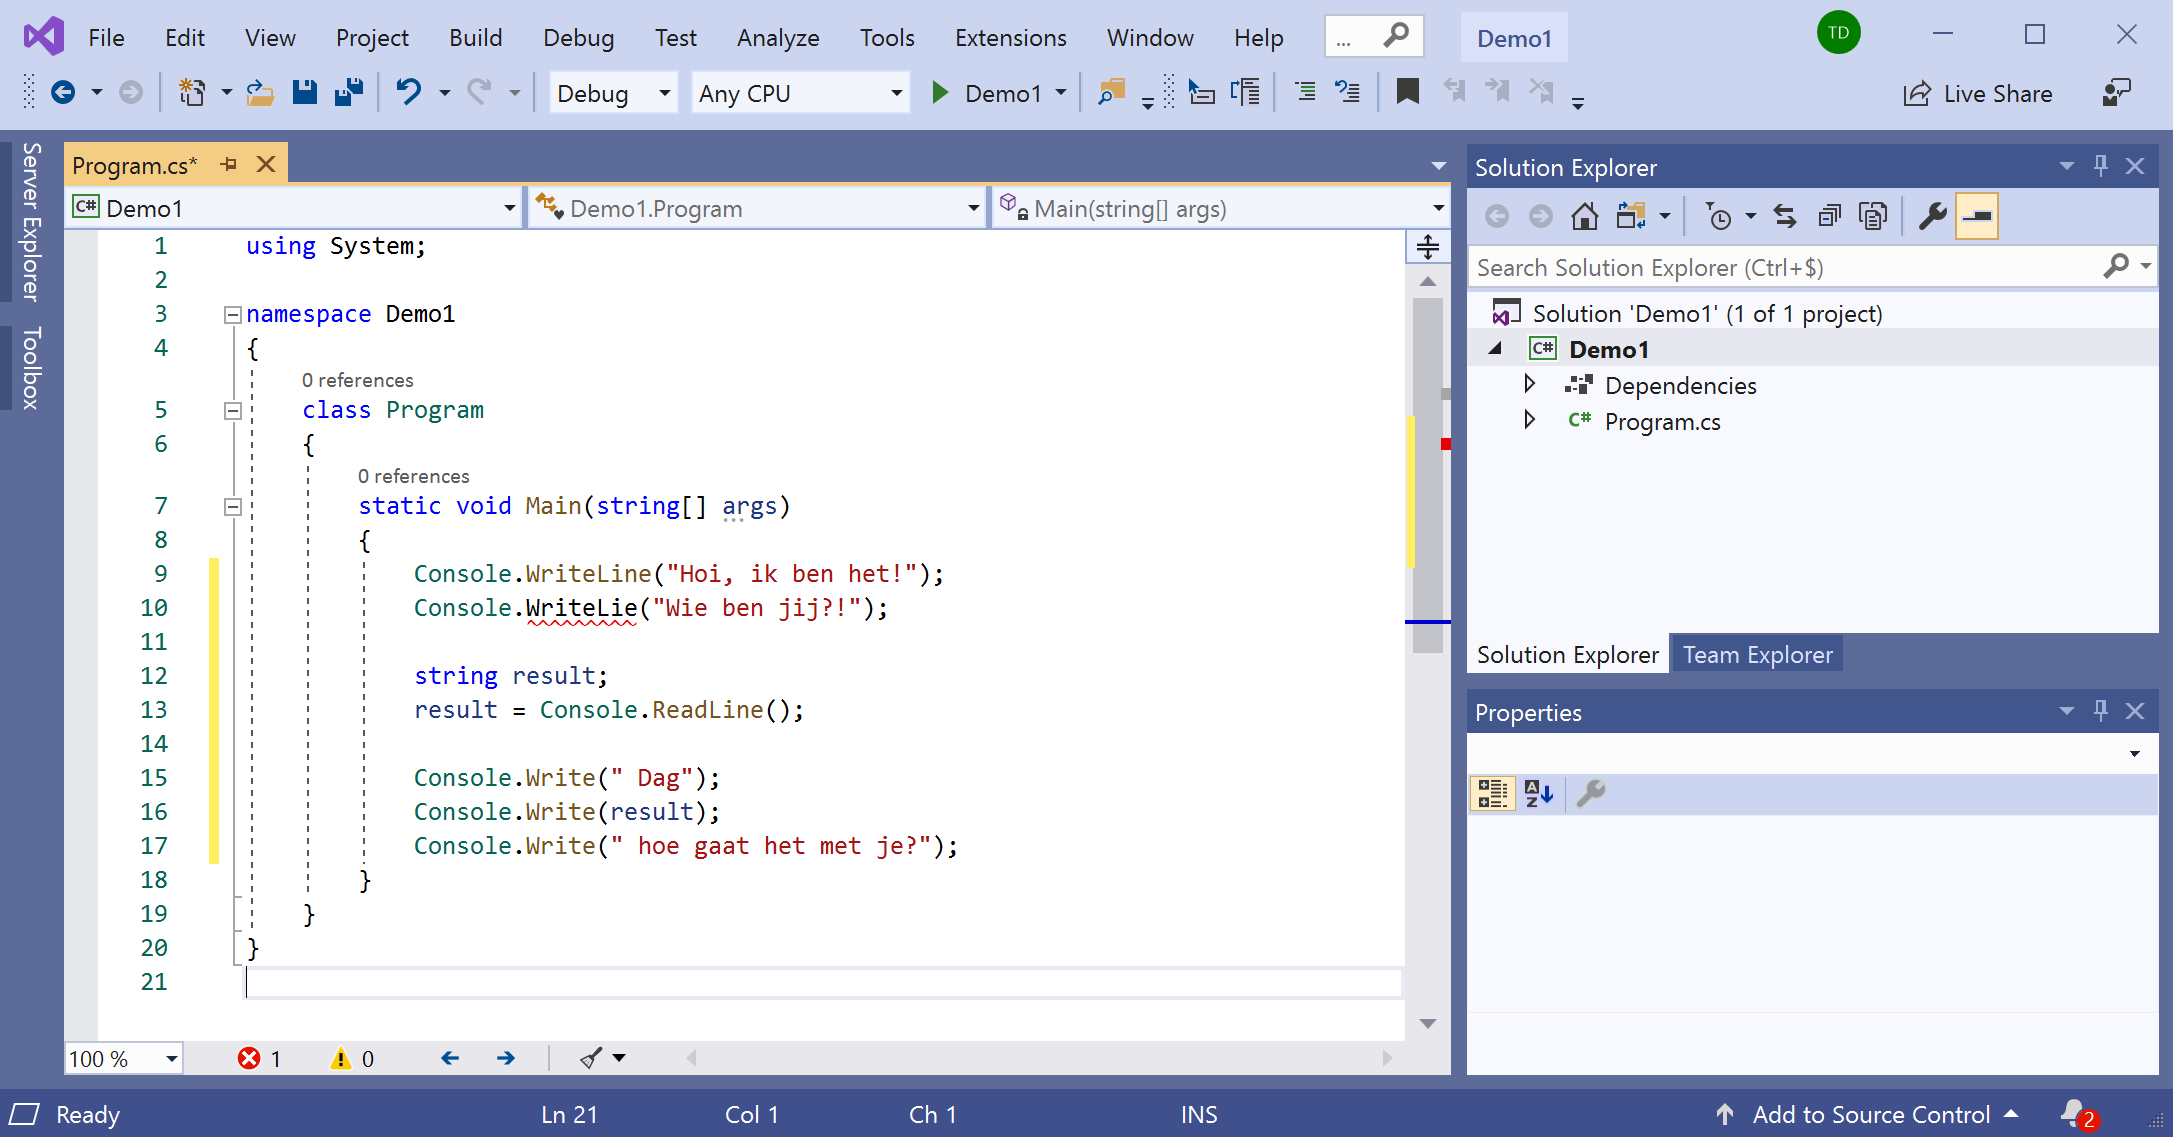 File Edit View Project Build Debug Test Analyze Tools Extensions Window Help ... Demo1 TD
Debug Any CPU Demo1 Live Share
Server Explorer
Toolbox
Program.cs*
C# Demo1 Demo1.Program Main(string[] args)
1 using System;
2
3 namespace Demo1
4 {
0 references
5 class Program
6 {
0 references
7 static void Main(string[] args)
8 {
9 Console.WriteLine("Hoi, ik ben het!");
10 Console.WriteLie("Wie ben jij?!");
11
12 string result;
13 result = Console.ReadLine();
14
15 Console.Write(" Dag");
16 Console.Write(result);
17 Console.Write(" hoe gaat het met je?");
18 }
19 }
20 }
21
100 % 1 0
Solution Explorer
Search Solution Explorer (Ctrl+$)
Solution 'Demo1' (1 of 1 project)
C# Demo1
Dependencies
C# Program.cs
Solution Explorer Team Explorer
Properties
A
Z
Ready Ln 21 Col 1 Ch 1 INS Add to Source Control 2